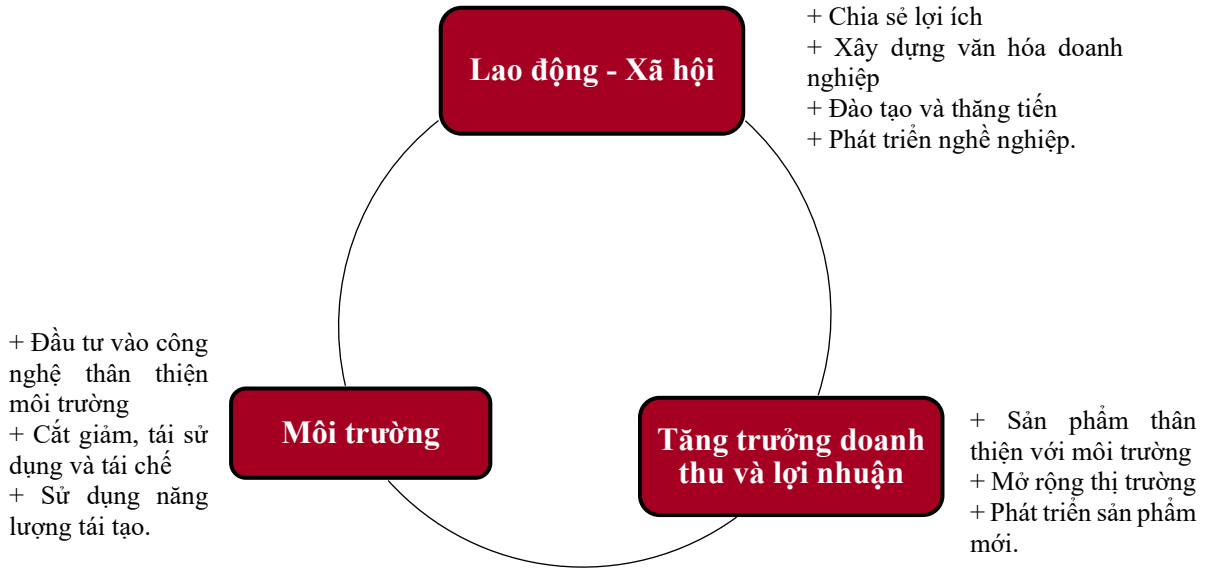 Lao động - Xã hội
+ Chia sẻ lợi ích
+ Xây dựng văn hóa doanh
nghiệp
+ Đào tạo và thăng tiến
+ Phát triển nghề nghiệp.
+ Đầu tư vào công
nghệ thân thiện
môi trường
+ Cắt giảm, tái sử
dụng và tái chế
+ Sử dụng năng
lượng tái tạo.
Môi trường
Tăng trưởng doanh
thu và lợi nhuận
+ Sản phẩm thân
thiện với môi trường
+ Mở rộng thị trường
+ Phát triển sản phẩm
mới.